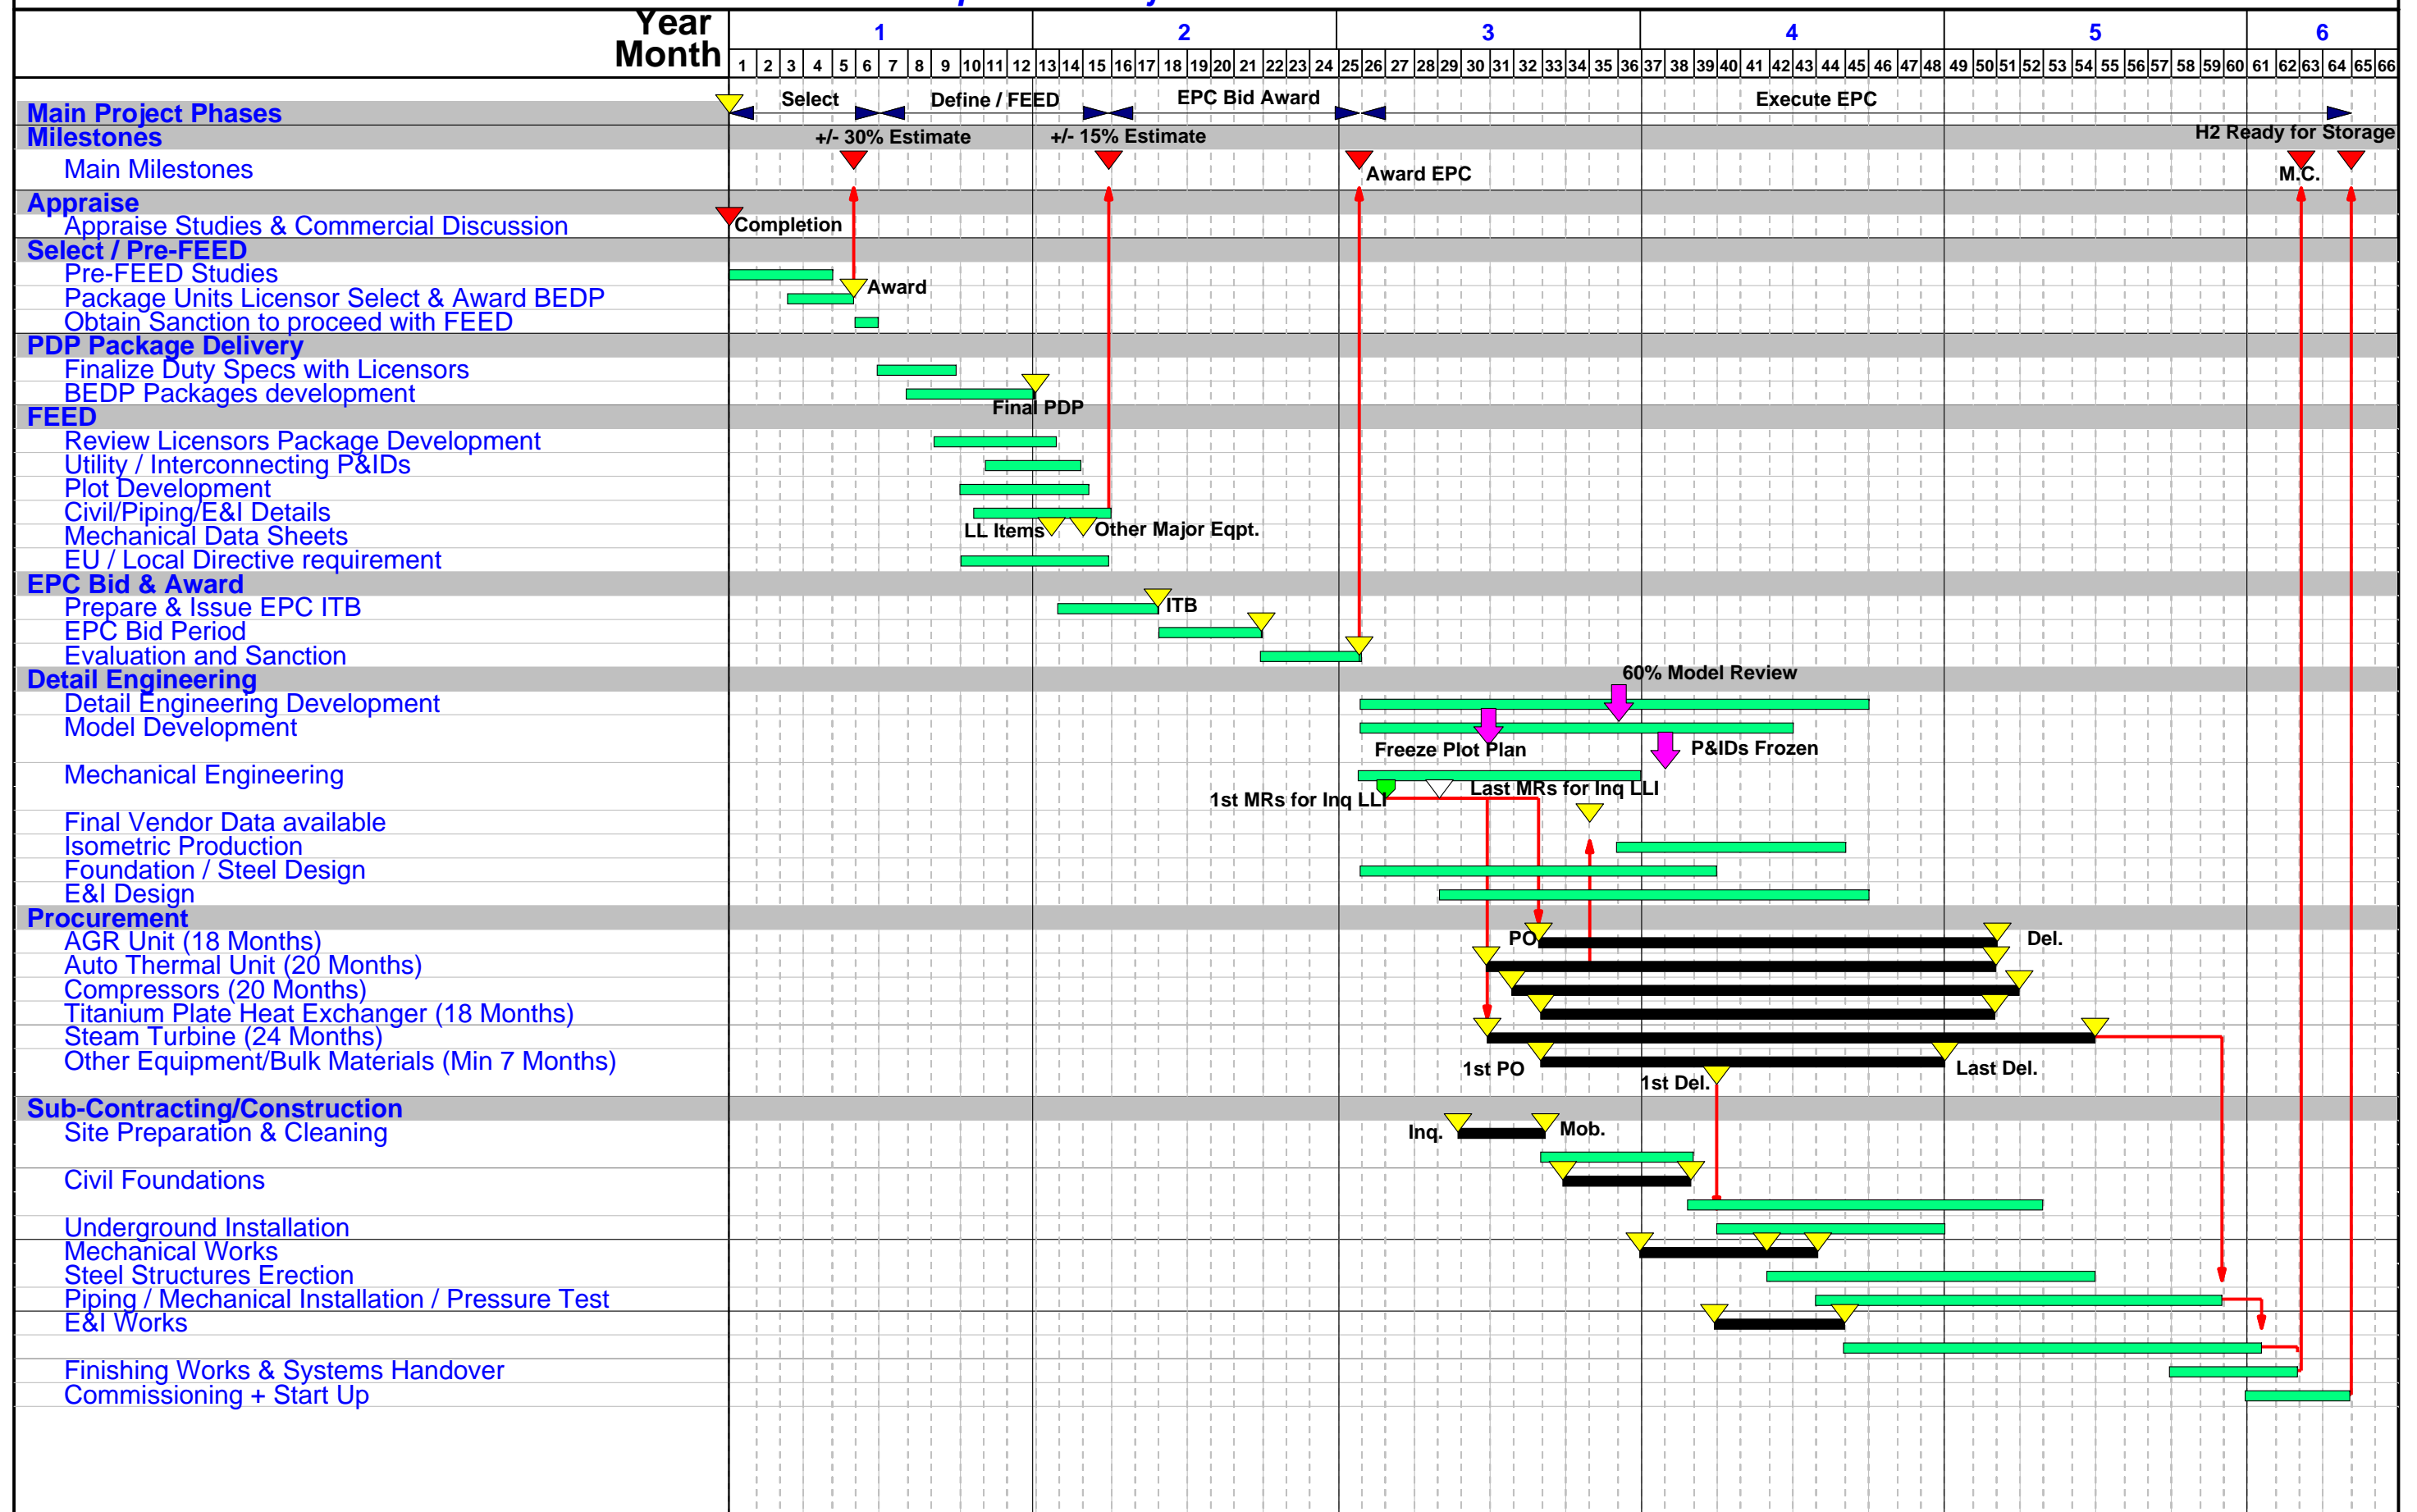 Year 1 2 3 4 5 6
Month 1 2 3 4 5 6 7 8 9 10 11 12 13 14 15 16 17 18 19 20 21 22 23 24 25 26 27 28 29 30 31 32 33 34 35 36 37 38 39 40 41 42 43 44 45 46 47 48 49 50 51 52 53 54 55 56 57 58 59 60 61 62 63 64 65 66
Select Define / FEED EPC Bid Award Execute EPC
Main Project Phases
Milestones +/- 30% Estimate +/- 15% Estimate H2 Ready for Storage
Main Milestones Award EPC M.C.
Appraise
Appraise Studies & Commercial Discussion Completion
Select / Pre-FEED
Pre-FEED Studies
Award
Package Units Licensor Select & Award BEDP
Obtain Sanction to proceed with FEED
PDP Package Delivery
Finalize Duty Specs with Licensors
BEDP Packages development
Final PDP
FEED
Review Licensors Package Development
Utility / Interconnecting P&IDs
Plot Development
Civil/Piping/E&I Details
LL Items Other Major Eqpt.
Mechanical Data Sheets
EU / Local Directive requirement
EPC Bid & Award
Prepare & Issue EPC ITB ITB
EPC Bid Period
Evaluation and Sanction
60% Model Review
Detail Engineering
Detail Engineering Development
Model Development
Freeze Plot Plan P&IDs Frozen
Mechanical Engineering
Last MRs for Inq LLI
1st MRs for Inq LLI
Final Vendor Data available
Isometric Production
Foundation / Steel Design
E&I Design
Procurement
AGR Unit (18 Months) PO Del.
Auto Thermal Unit (20 Months)
Compressors (20 Months)
Titanium Plate Heat Exchanger (18 Months)
Steam Turbine (24 Months)
Other Equipment/Bulk Materials (Min 7 Months) 1st PO Last Del.
1st Del.
Sub-Contracting/Construction
Site Preparation & Cleaning Inq. Mob.
Civil Foundations
Underground Installation
Mechanical Works
Steel Structures Erection
Piping / Mechanical Installation / Pressure Test
E&I Works
Finishing Works & Systems Handover
Commissioning + Start Up